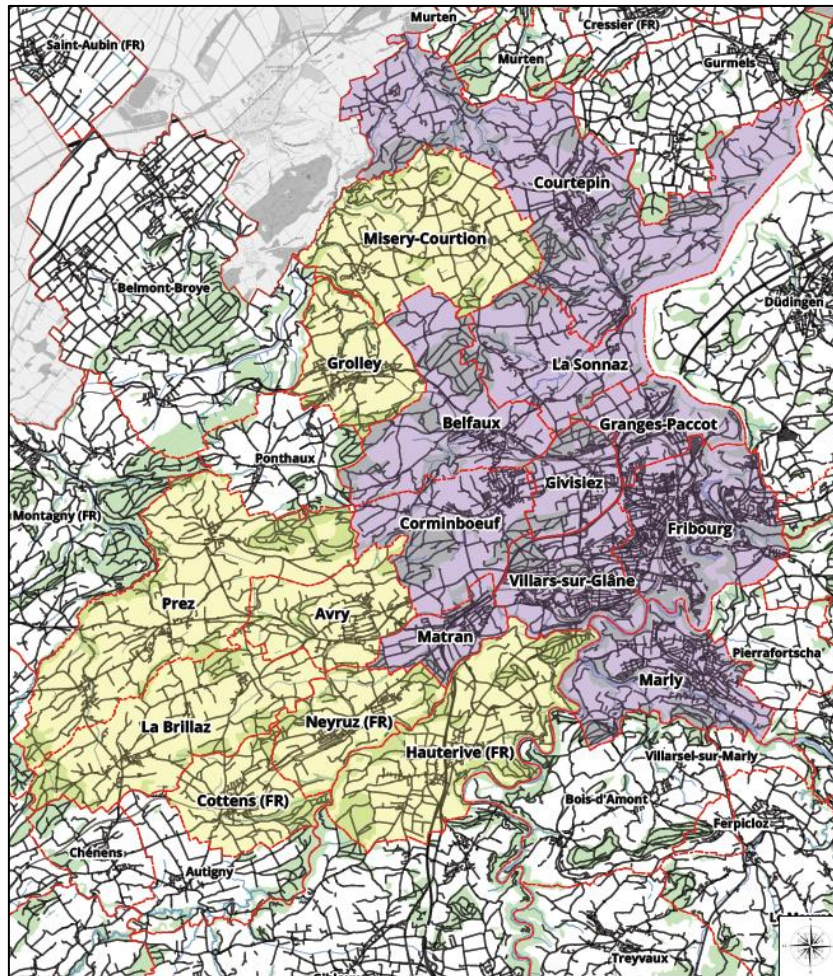 Murten
Cressier (FR)
Saint-Aubin (FR)
Murten
Gurmels
Courtepin
Misery-Courtion
Belmont-Broye
Düdingen
Grolley
La Sonnaz
Belfaux
Granges-Paccot
Ponthaux
Givisiez
Montagny (FR)
Corminboeuf
Fribourg
Villars-sur-Glâne
Prez
Avry
Matran
Pierrafortscha
Marly
La Brillaz
Neyruz (FR)
Hauterive (FR)
Villarsel-sur-Marly
Cottens (FR)
Bois-d'Amont
Ferpicloz
Chénens
Autigny
Treyvaux